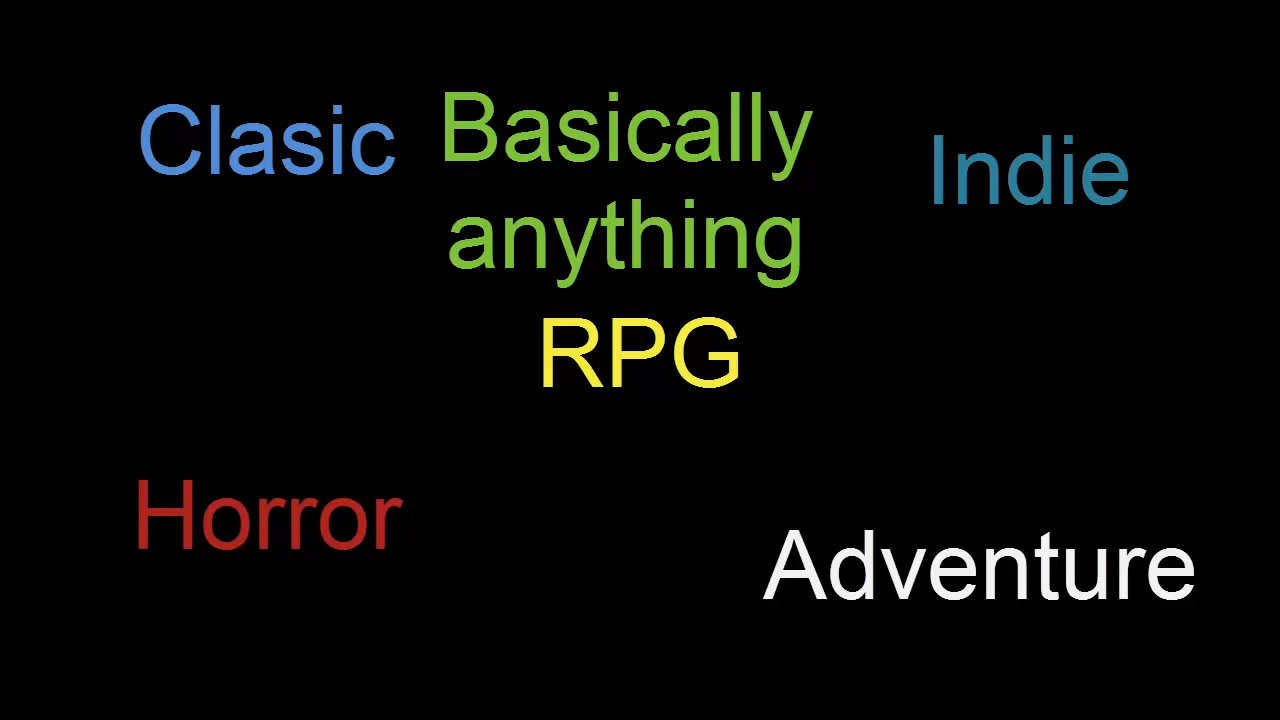 Clasic
Basically
anything
Indie
RPG
Horror
Adventure